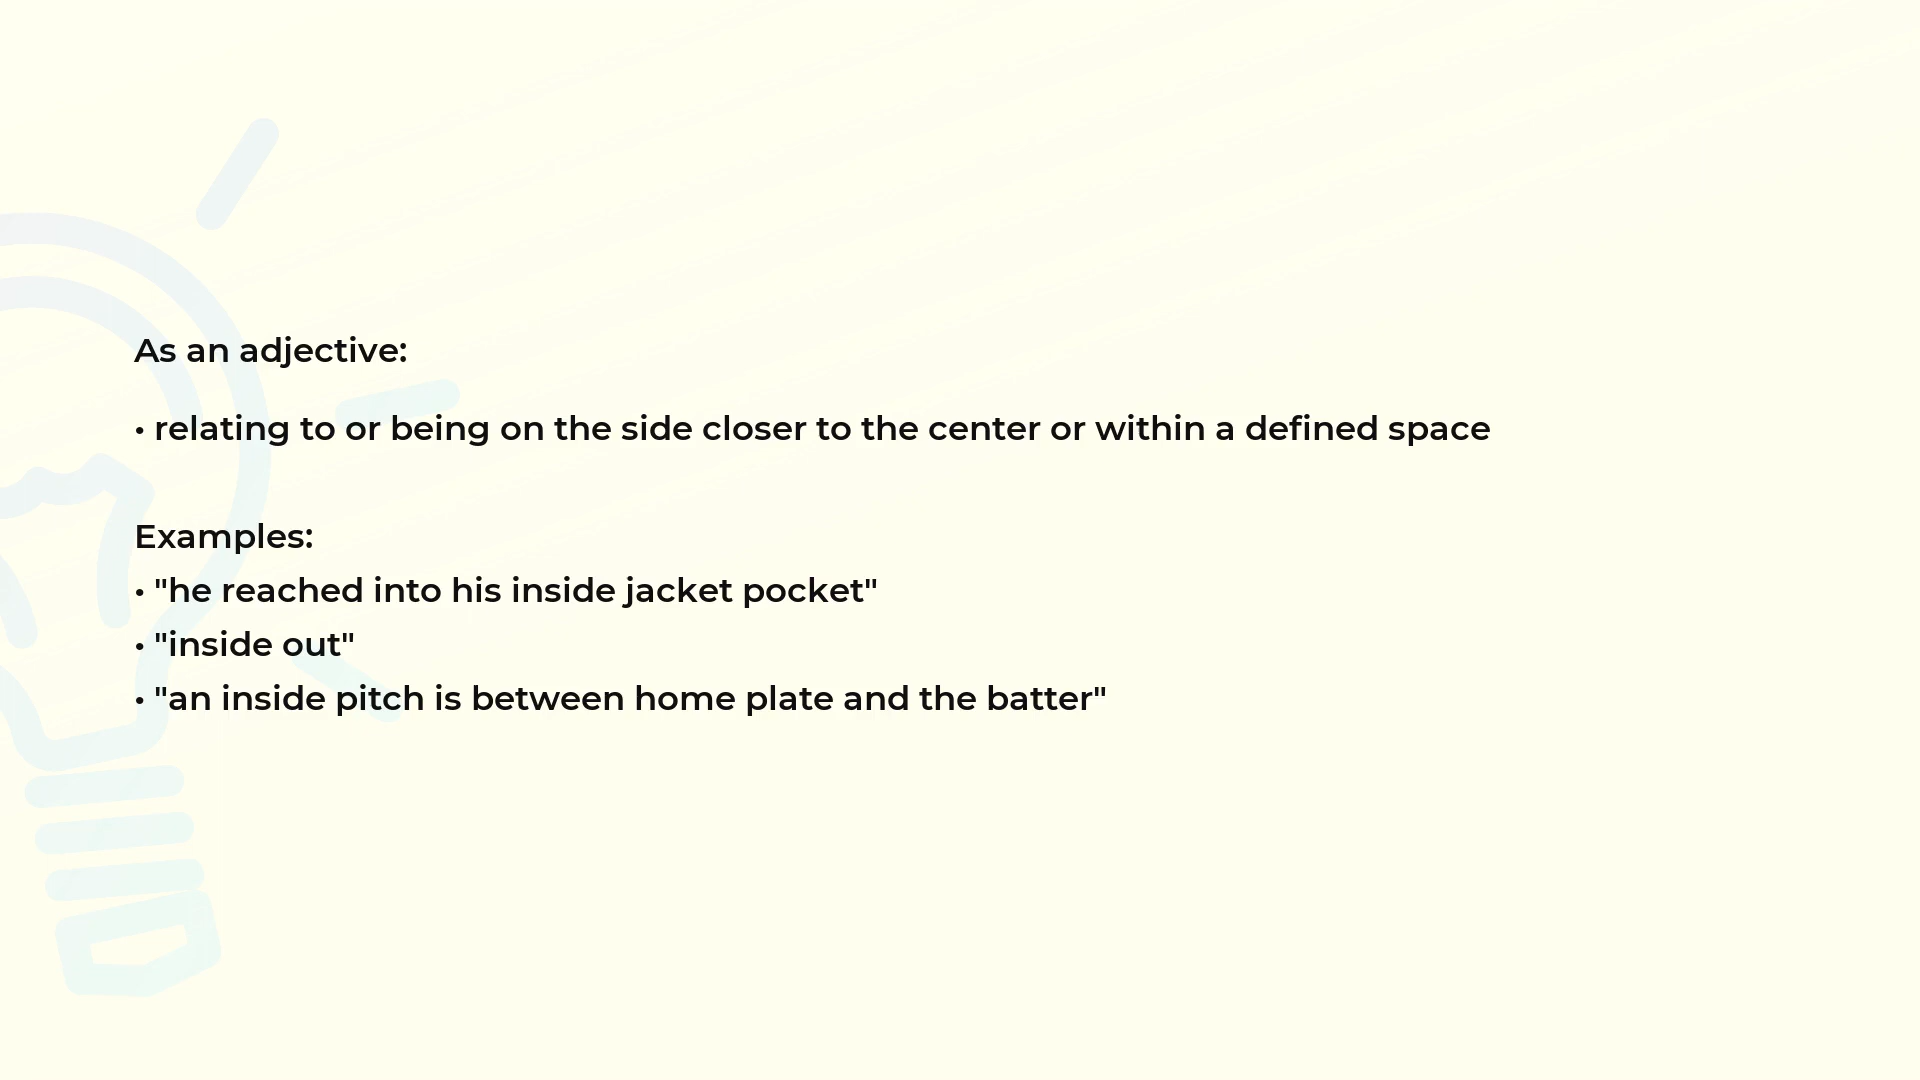 As an adjective:
• relating to or being on the side closer to the center or within a defined space
Examples:
• "he reached into his inside jacket pocket"
• "inside out"
• "an inside pitch is between home plate and the batter"